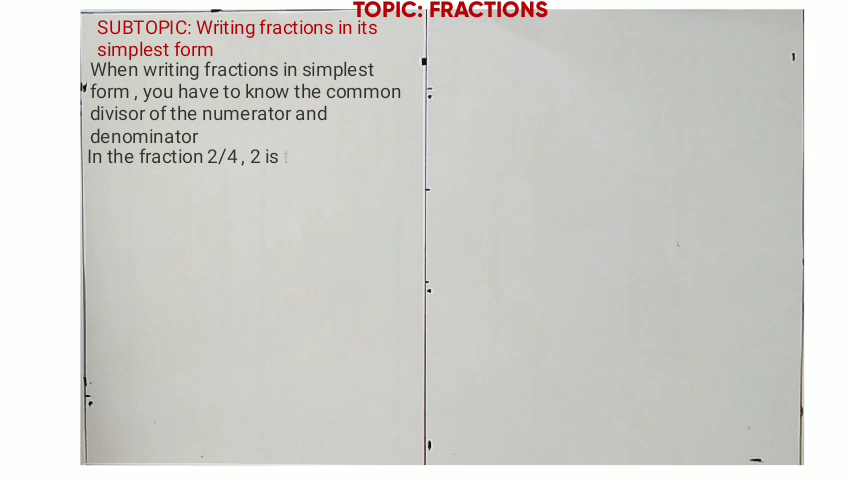 TOPIC: FRACTIONS
SUBTOPIC: Writing fractions in its
simplest form
When writing fractions in simplest
form , you have to know the common
divisor of the numerator and
denominator
In the fraction 2/4 , 2 is t